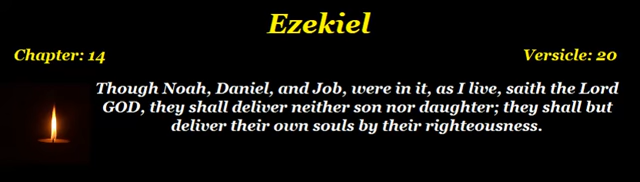 Ezekiel
Chapter: 14 Versicle: 20
Though Noah, Daniel, and Job, were in it, as I live, saith the Lord
GOD, they shall deliver neither son nor daughter; they shall but
deliver their own souls by their righteousness.